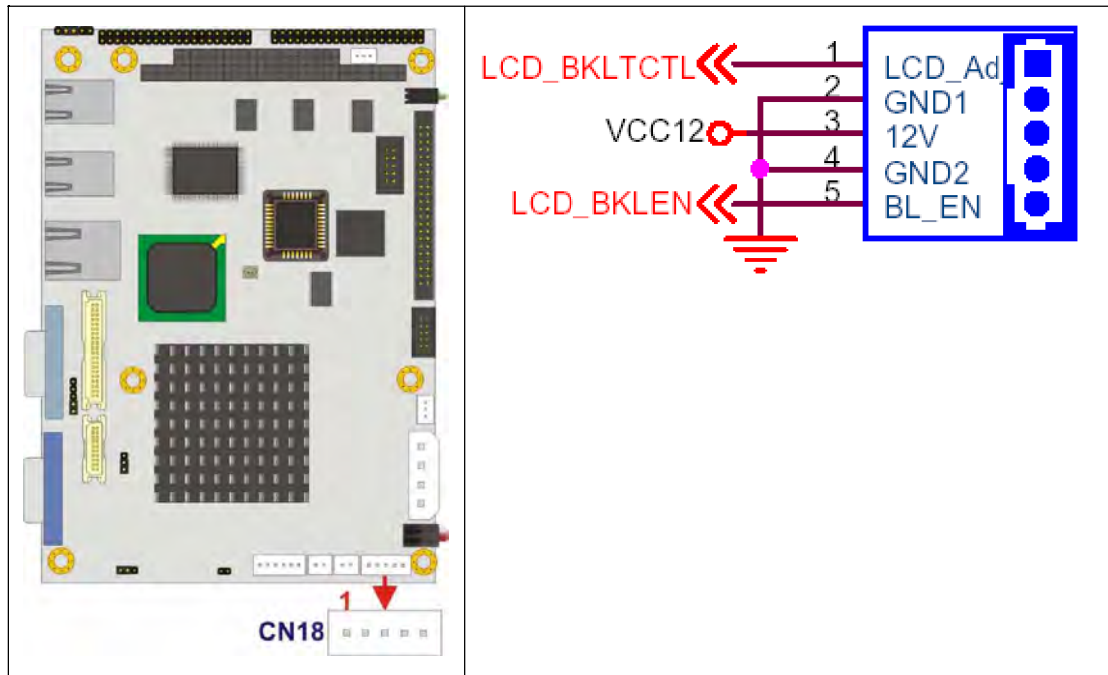 1
CN18
LCD_BKLTCTL
1
LCD_Ad
2
GND1
VCC12
3
12V
4
GND2
LCD_BKLEN
5
BL_EN